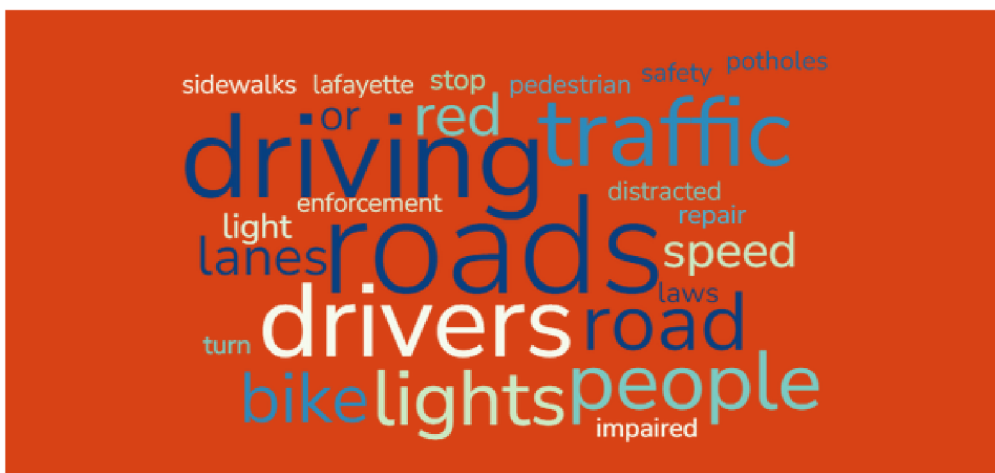 sidewalks lafayette stop pedestrian safety potholes
or red traffic
driving
distracted
enforcement repair
light
lanes roads speed
laws
drivers road
turn
bike lights people
impaired